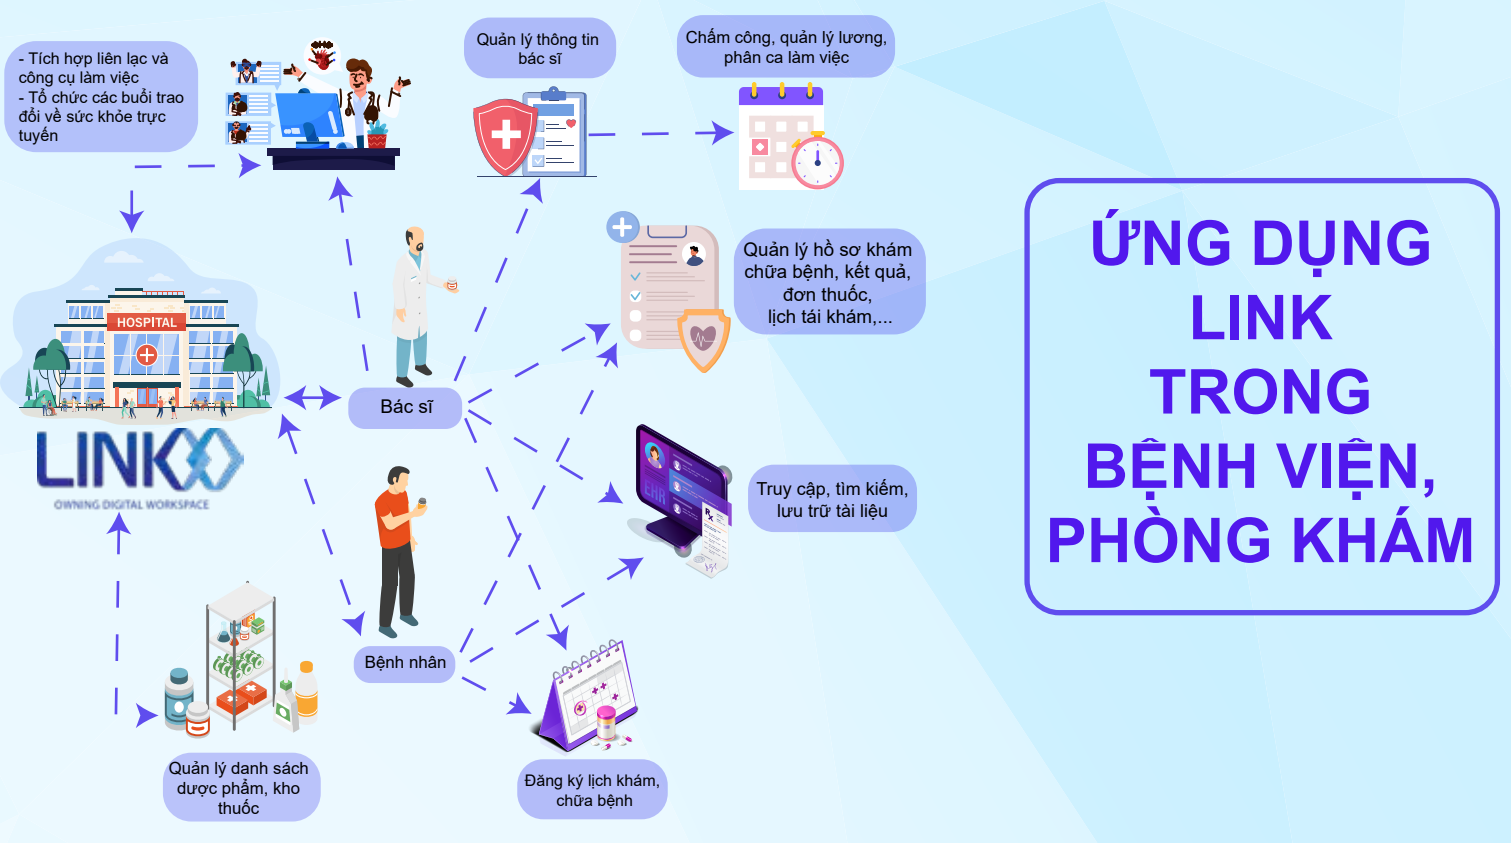 - Tích hợp liên lạc và
công cụ làm việc
- Tổ chức các buổi trao
đổi về sức khỏe trực
tuyến
Quản lý thông tin
bác sĩ
Chấm công, quản lý lương,
phân ca làm việc
Quản lý hồ sơ khám
chữa bệnh, kết quả,
đơn thuốc,
lịch tái khám,...
HOSPITAL
LINK
OWNING DIGITAL WORKSPACE
Bác sĩ
EHR
Rx
Truy cập, tìm kiếm,
lưu trữ tài liệu
Bệnh nhân
Quản lý danh sách
dược phẩm, kho
thuốc
Đăng ký lịch khám,
chữa bệnh
ỨNG DỤNG
LINK
TRONG
BỆNH VIỆN,
PHÒNG KHÁM